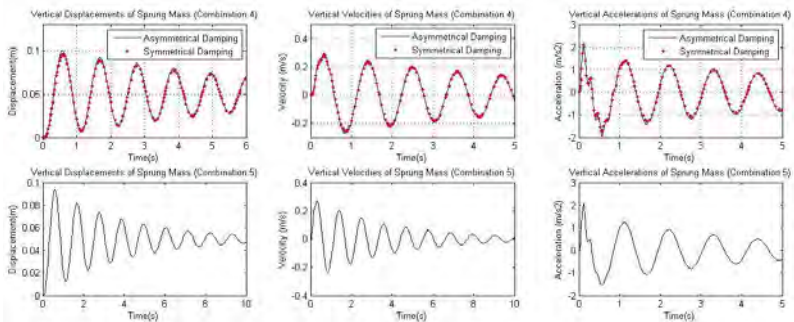 Vertical Displacements of Sprung Mass (Combination 4)
Asymmetrical Damping
Symmetrical Damping
Displacement(m)
0.1
0.05
0
0 1 2 3 4 5 6
Time(s)
Vertical Velocities of Sprung Mass (Combination 4)
Asymmetrical Damping
Symmetrical Damping
Velocity (m/s)
0.4
0.2
0
-0.2
0 1 2 3 4 5
Time(s)
Vertical Accelerations of Sprung Mass (Combination 4)
Asymmetrical Damping
Symmetrical Damping
Acceleration (m/s2)
3
2
1
0
-1
-2
0 1 2 3 4 5
Time(s)
Vertical Displacements of Sprung Mass (Combination 5)
Displacement(m)
0.1
0.08
0.06
0.04
0.02
0
0 2 4 6 8 10
Time(s)
Vertical Velocities of Sprung Mass (Combination 5)
Velocity (m/s)
0.4
0.2
0
-0.2
-0.4
0 2 4 6 8 10
Time(s)
Vertical Accelerations of Sprung Mass (Combination 5)
Acceleration (m/s2)
3
2
1
0
-1
-2
0 1 2 3 4 5
Time(s)